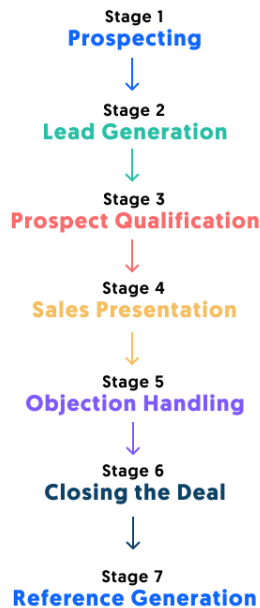 Stage 1
Prospecting
Stage 2
Lead Generation
Stage 3
Prospect Qualification
Stage 4
Sales Presentation
Stage 5
Objection Handling
Stage 6
Closing the Deal
Stage 7
Reference Generation